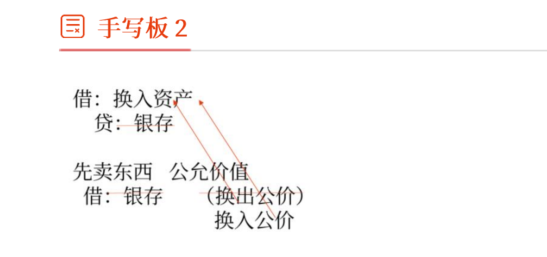 手写板 2
借：换入资产
贷：银存
先卖东西 公允价值
借：银存 （换出公价）
换入公价